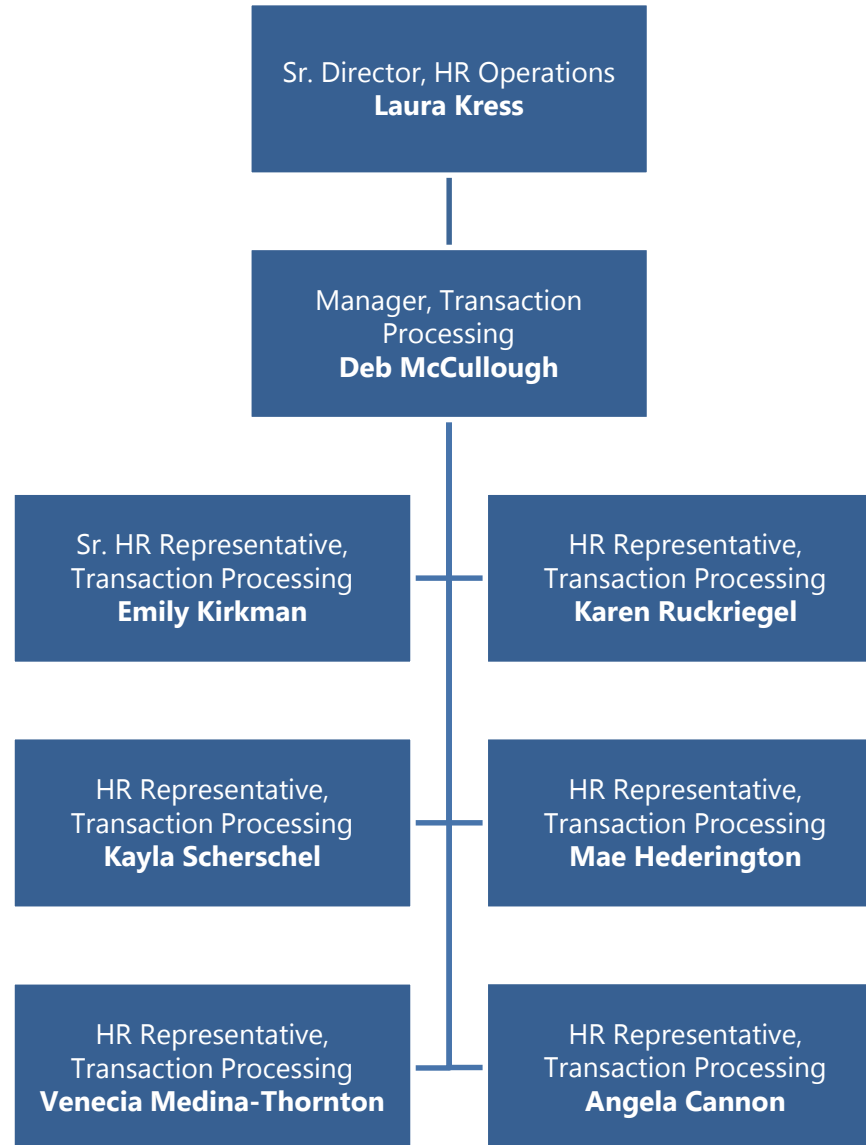 Sr. Director, HR Operations
Laura Kress
Manager, Transaction
Processing
Deb McCullough
Sr. HR Representative,
Transaction Processing
Emily Kirkman
HR Representative,
Transaction Processing
Karen Ruckriegel
HR Representative,
Transaction Processing
Kayla Scherschel
HR Representative,
Transaction Processing
Mae Hederington
HR Representative,
Transaction Processing
Venecia Medina-Thornton
HR Representative,
Transaction Processing
Angela Cannon